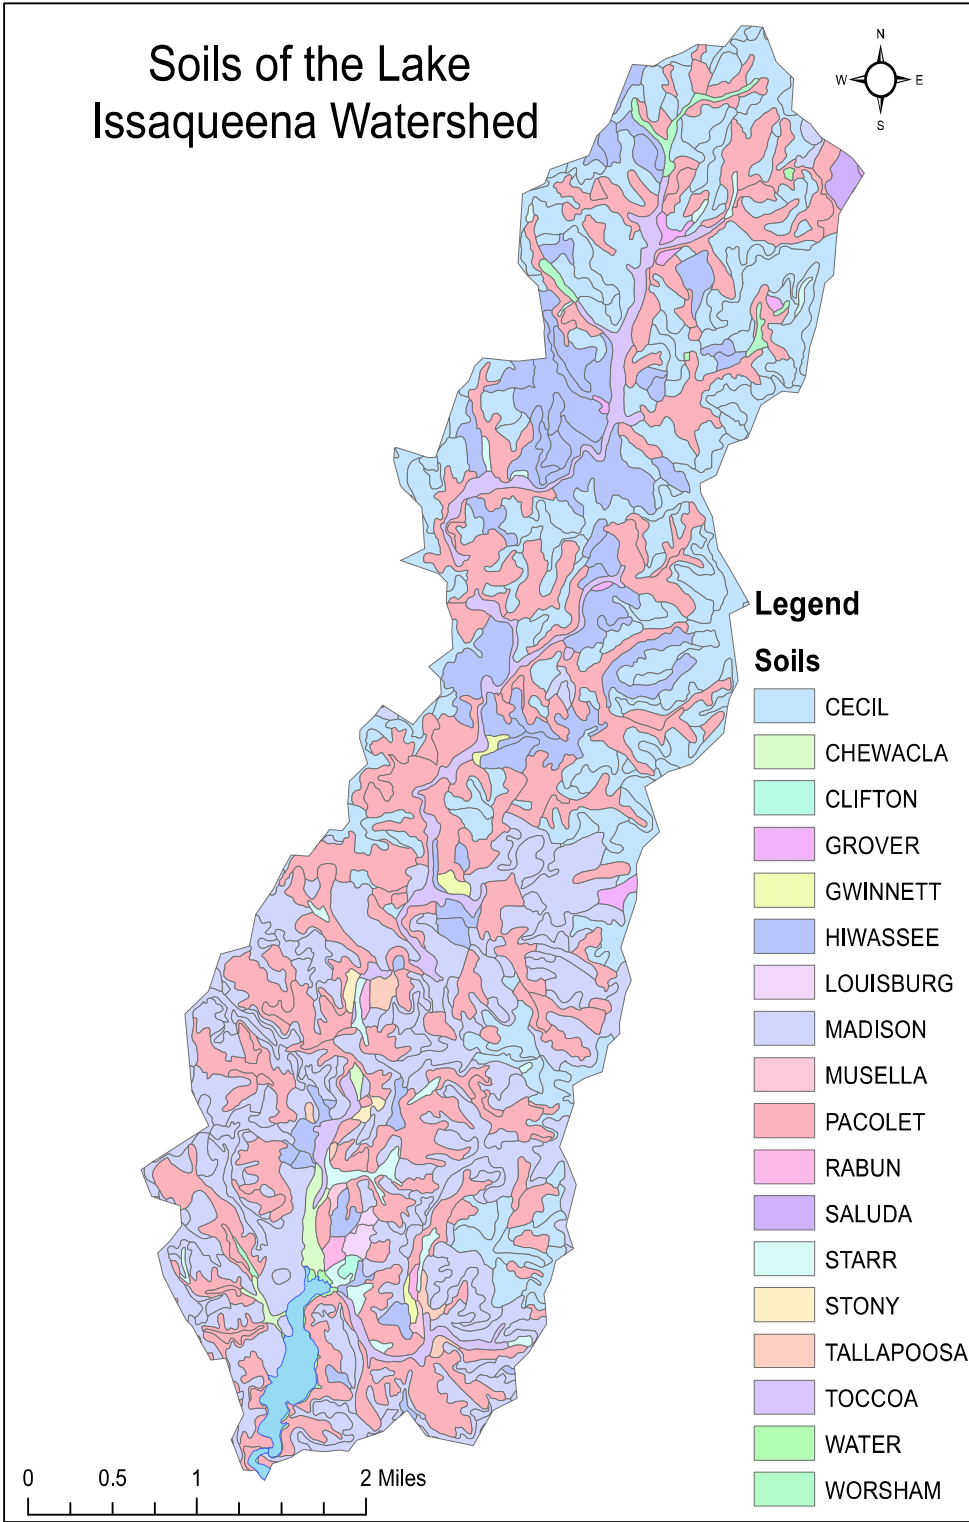 Soils of the Lake
Issaqueena Watershed
N
W
E
S
Legend
Soils
CECIL
CHEWACLA
CLIFTON
GROVER
GWINNETT
HIWASSEE
LOUISBURG
MADISON
MUSELLA
PACOLET
RABUN
SALUDA
STARR
STONY
TALLAPOOSA
TOCCOA
WATER
WORSHAM
0 0.5 1 2 Miles